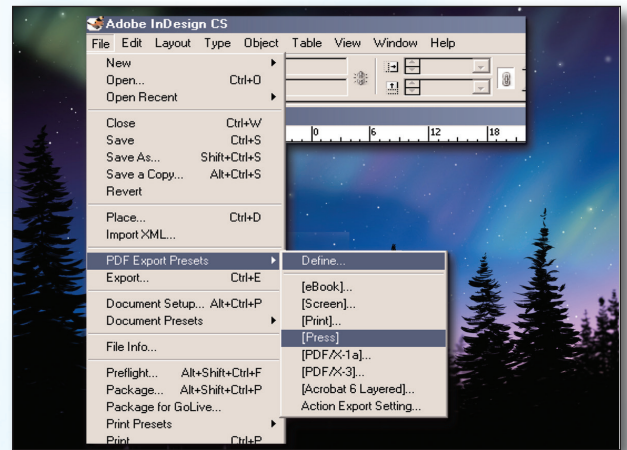 Adobe InDesign CS
File Edit Layout Type Object Table View Window Help
New
Open... Ctrl+O
Open Recent
Close Ctrl+W
Save Ctrl+S
Save As... Shift+Ctrl+S
Save a Copy... Alt+Ctrl+S
Revert
Place... Ctrl+D
Import XML...
PDF Export Presets
Export... Ctrl+E
Document Setup... Alt+Ctrl+P
Document Presets
File Info...
Preflight... Alt+Shift+Ctrl+F
Package... Alt+Shift+Ctrl+P
Package for GoLive...
Print Presets
Print Ctrl+P
0 6 12 18
Define...
[eBook]...
[Screen]...
[Print]...
[Press]
[PDF/X-1a]...
[PDF/X-3]...
[Acrobat 6 Layered]...
Action Export Setting...